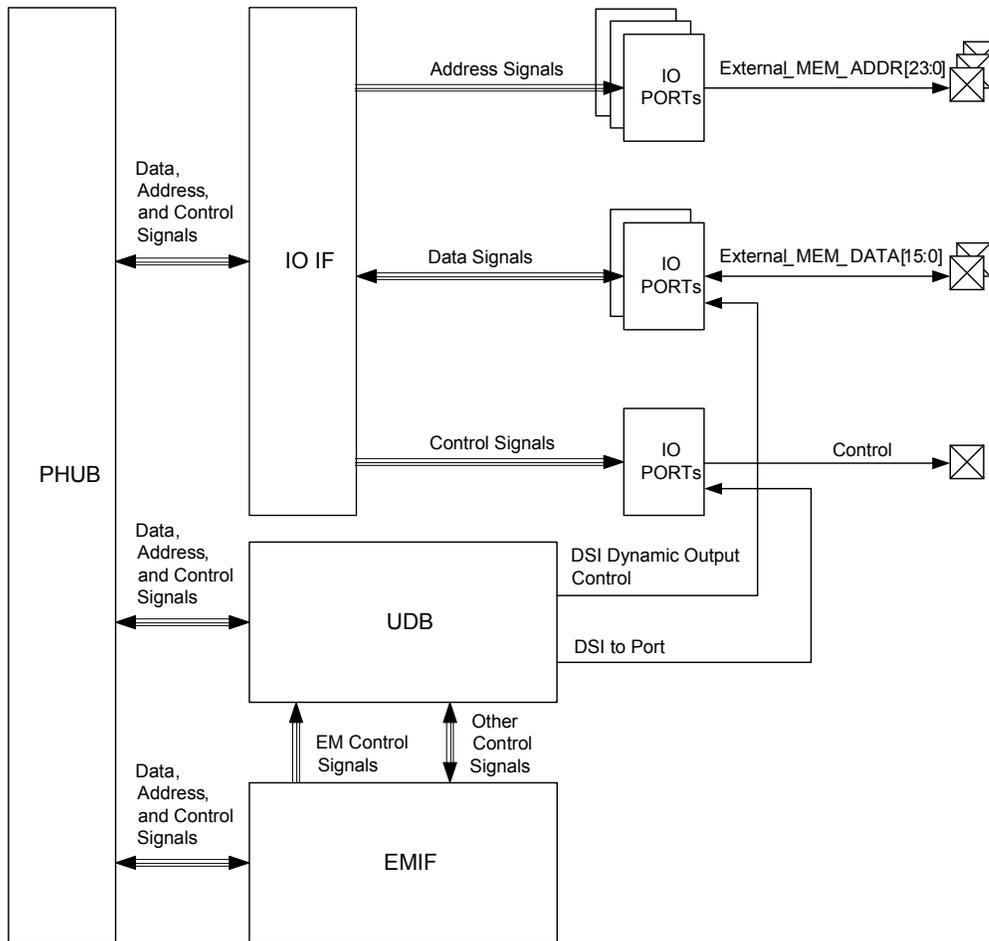 Address Signals
IO
PORTs
External_MEM_ADDR[23:0]
Data,
Address,
and Control
Signals
IO IF
Data Signals
IO
PORTs
External_MEM_DATA[15:0]
Control Signals
IO
PORTs
Control
PHUB
Data,
Address,
and Control
Signals
UDB
DSI Dynamic Output
Control
DSI to Port
EM Control
Signals
Other
Control
Signals
Data,
Address,
and Control
Signals
EMIF